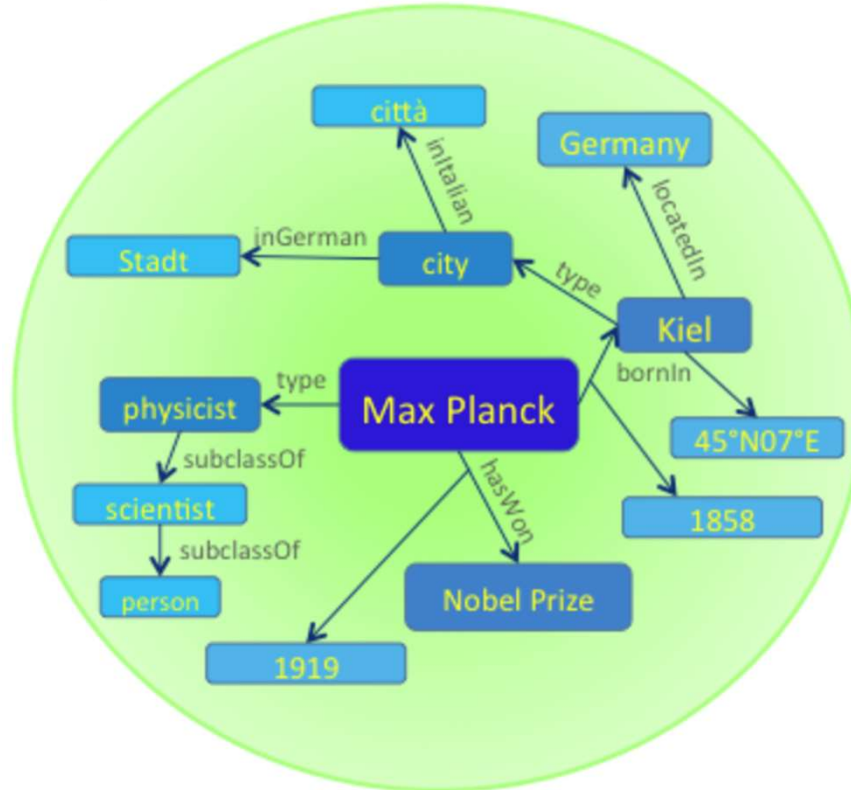 città
Germany
inItalian
locatedIn
Stadt
inGerman
city
type
Kiel
physicist
type
Max Planck
bornIn
45°N07°E
subclassOf
scientist
hasWon
1858
subclassOf
person
Nobel Prize
1919